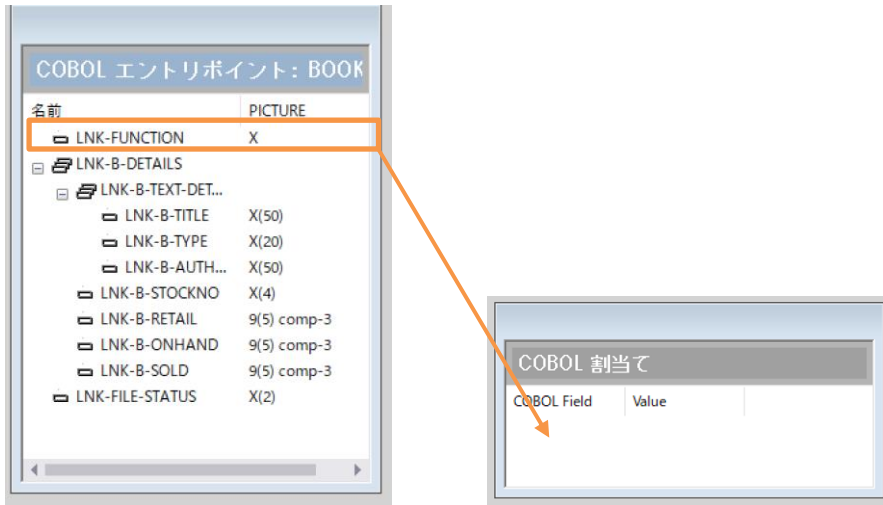 COBOL エントリポイント: BOOK
名前 PICTURE
LNK-FUNCTION X
LNK-B-DETAILS
LNK-B-TEXT-DET...
LNK-B-TITLE X(50)
LNK-B-TYPE X(20)
LNK-B-AUTH... X(50)
LNK-B-STOCKNO X(4)
LNK-B-RETAIL 9(5) comp-3
LNK-B-ONHAND 9(5) comp-3
LNK-B-SOLD 9(5) comp-3
LNK-FILE-STATUS X(2)
COBOL 割当て
COBOL Field Value